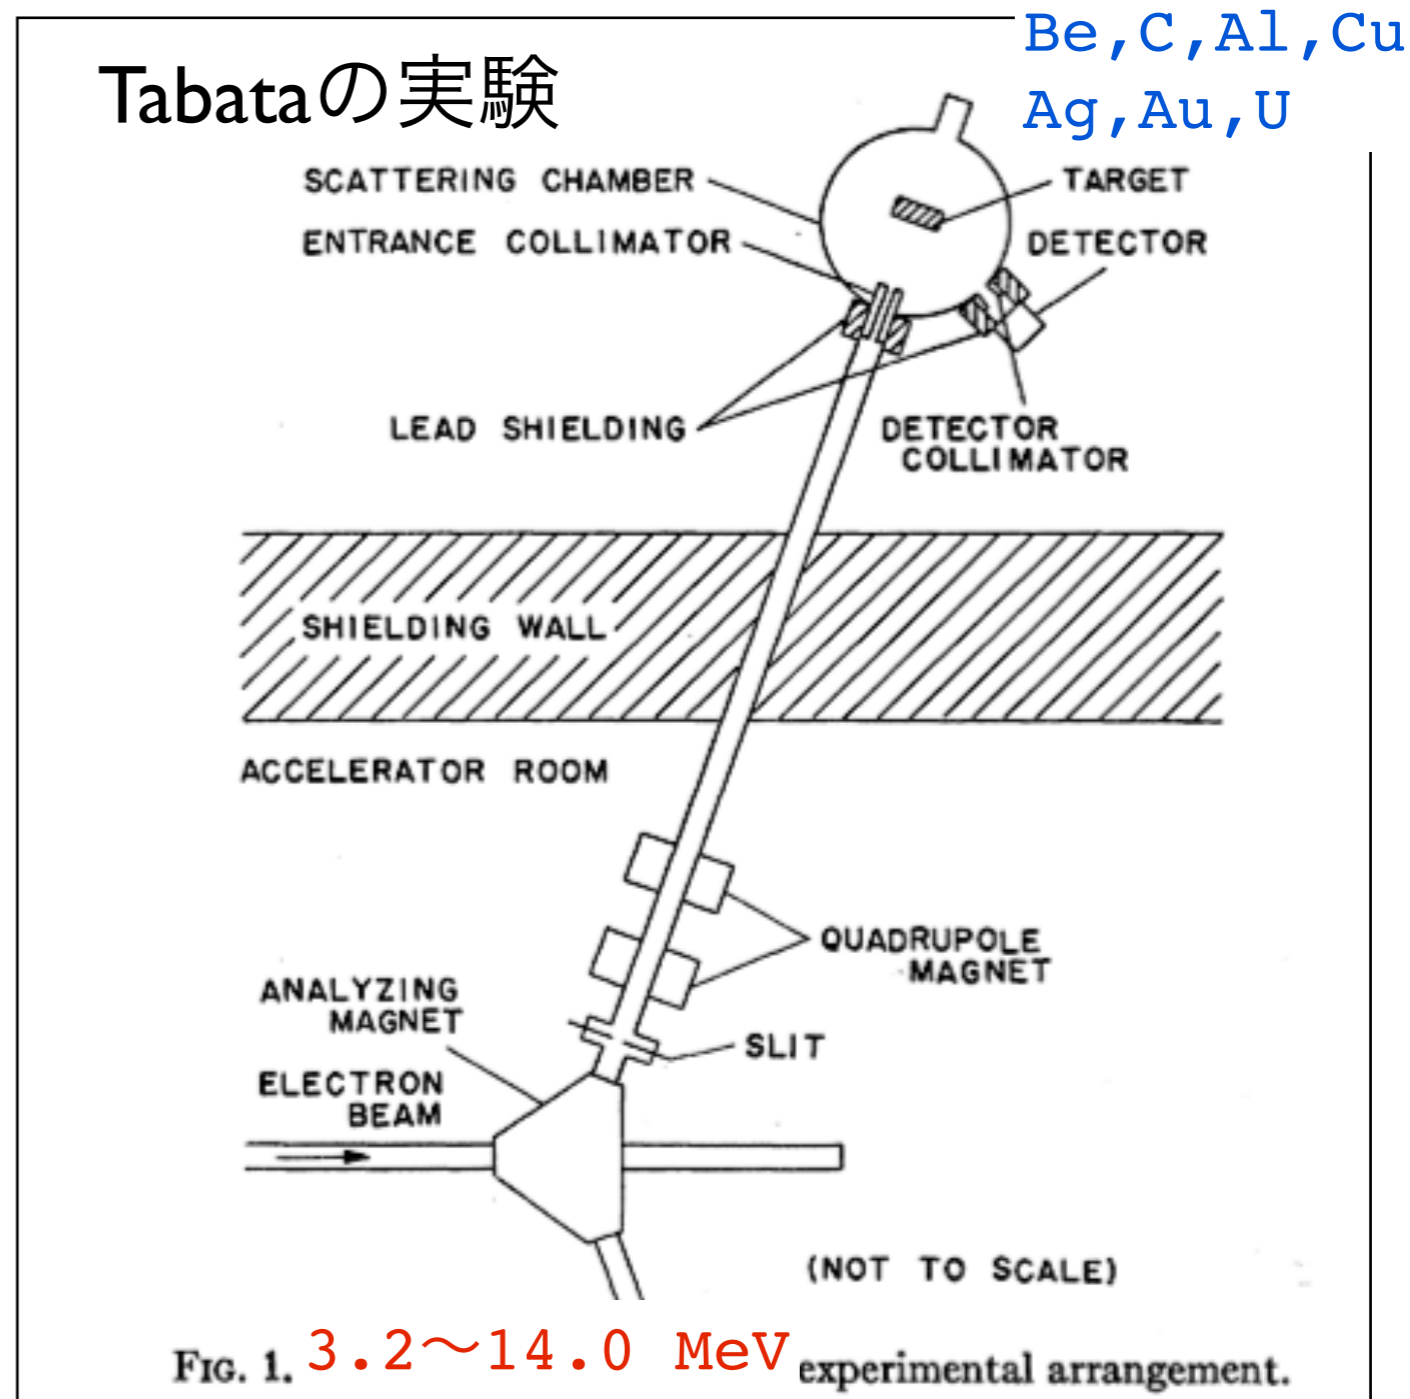 Be,C,Al,Cu
Ag,Au,U
Tabataの実験
SCATTERING CHAMBER
TARGET
ENTRANCE COLLIMATOR
DETECTOR
LEAD SHIELDING
DETECTOR
COLLIMATOR
SHIELDING WALL
ACCELERATOR ROOM
QUADRUPOLE
MAGNET
ANALYZING
MAGNET
SLIT
ELECTRON
BEAM
(NOT TO SCALE)
FIG. 1. 3.2〜14.0 MeV experimental arrangement.